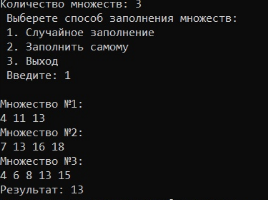 Количество множеств: 3
Выберете способ заполнения множеств:
1. Случайное заполнение
2. Заполнить самому
3. Выход
Введите: 1
Множество №1:
4 11 13
Множество №2:
7 13 16 18
Множество №3:
4 6 8 13 15
Результат: 13